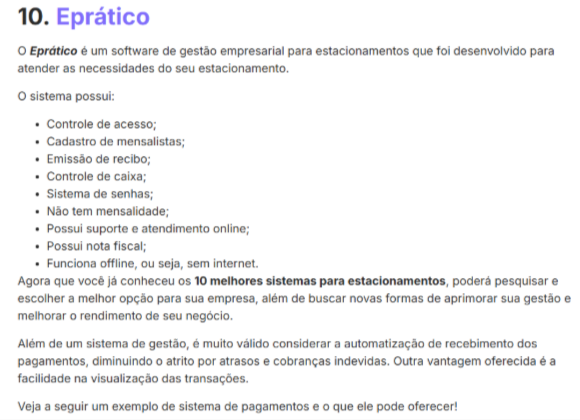 10. Eprático
O Eprático é um software de gestão empresarial para estacionamentos que foi desenvolvido para
atender as necessidades do seu estacionamento.
O sistema possui:
• Controle de acesso;
• Cadastro de mensalistas;
• Emissão de recibo;
• Controle de caixa;
• Sistema de senhas;
• Não tem mensalidade;
• Possui suporte e atendimento online;
• Possui nota fiscal;
• Funciona offline, ou seja, sem internet.
Agora que você já conheceu os 10 melhores sistemas para estacionamentos, poderá pesquisar e
escolher a melhor opção para sua empresa, além de buscar novas formas de aprimorar sua gestão e
melhorar o rendimento de seu negócio.
Além de um sistema de gestão, é muito válido considerar a automatização de recebimento dos
pagamentos, diminuindo o atrito por atrasos e cobranças indevidas. Outra vantagem oferecida é a
facilidade na visualização das transações.
Veja a seguir um exemplo de sistema de pagamentos e o que ele pode oferecer!